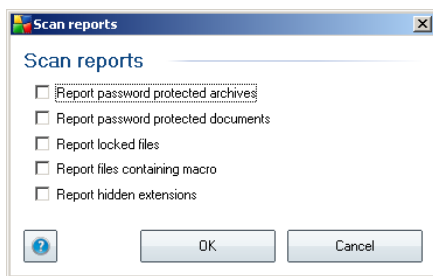 Scan reports
Scan reports
Report password protected archives
Report password protected documents
Report locked files
Report files containing macro
Report hidden extensions
?
OK
Cancel